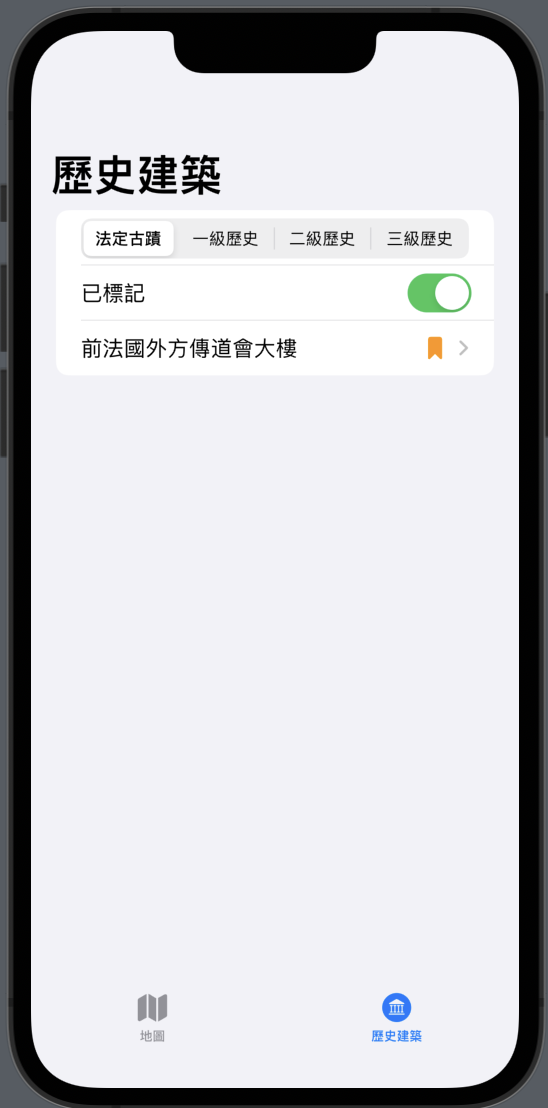 歷史建築
法定古蹟 一級歷史 二級歷史 三級歷史
已標記
前法國外方傳道會大樓
地圖 歷史建築